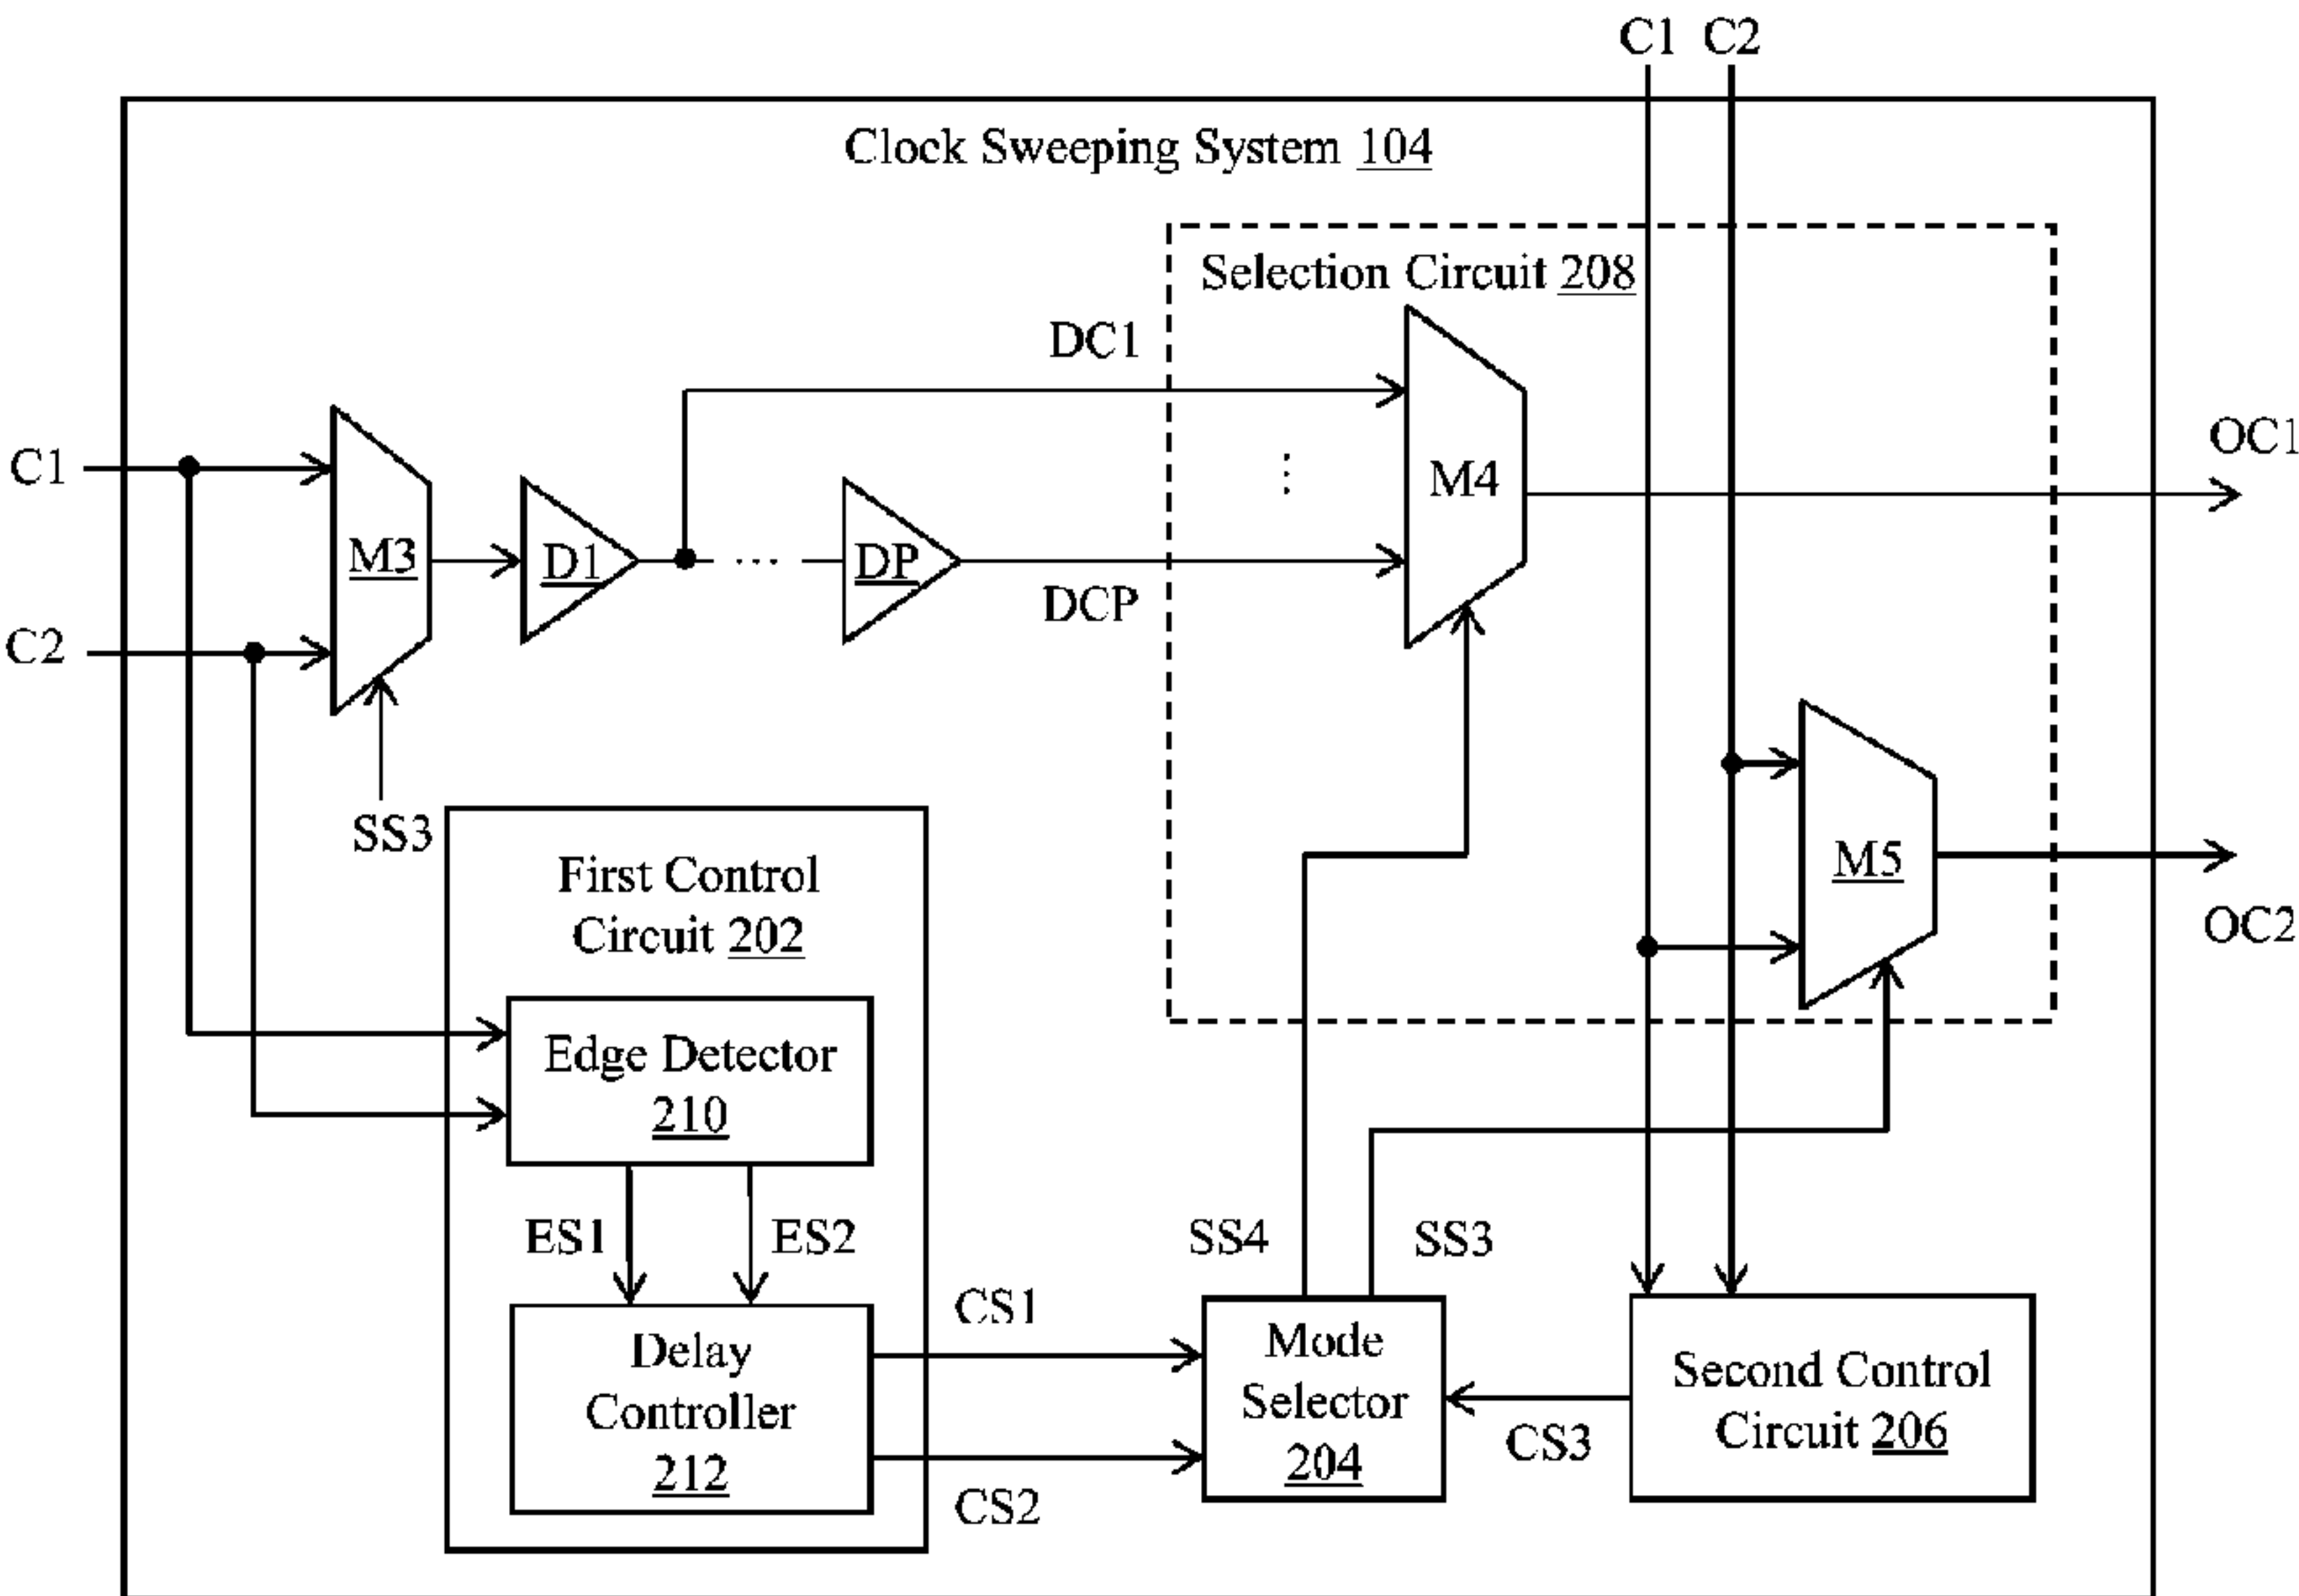 C1 C2
Clock Sweeping System 104
Selection Circuit 208
DC1
M4
OC1
C1
M3
D1
...
DP
DCP
C2
SS3
M5
OC2
First Control
Circuit 202
Edge Detector
210
ES1
ES2
SS4
SS3
Delay
Controller
212
CS1
CS2
Mode
Selector
204
CS3
Second Control
Circuit 206